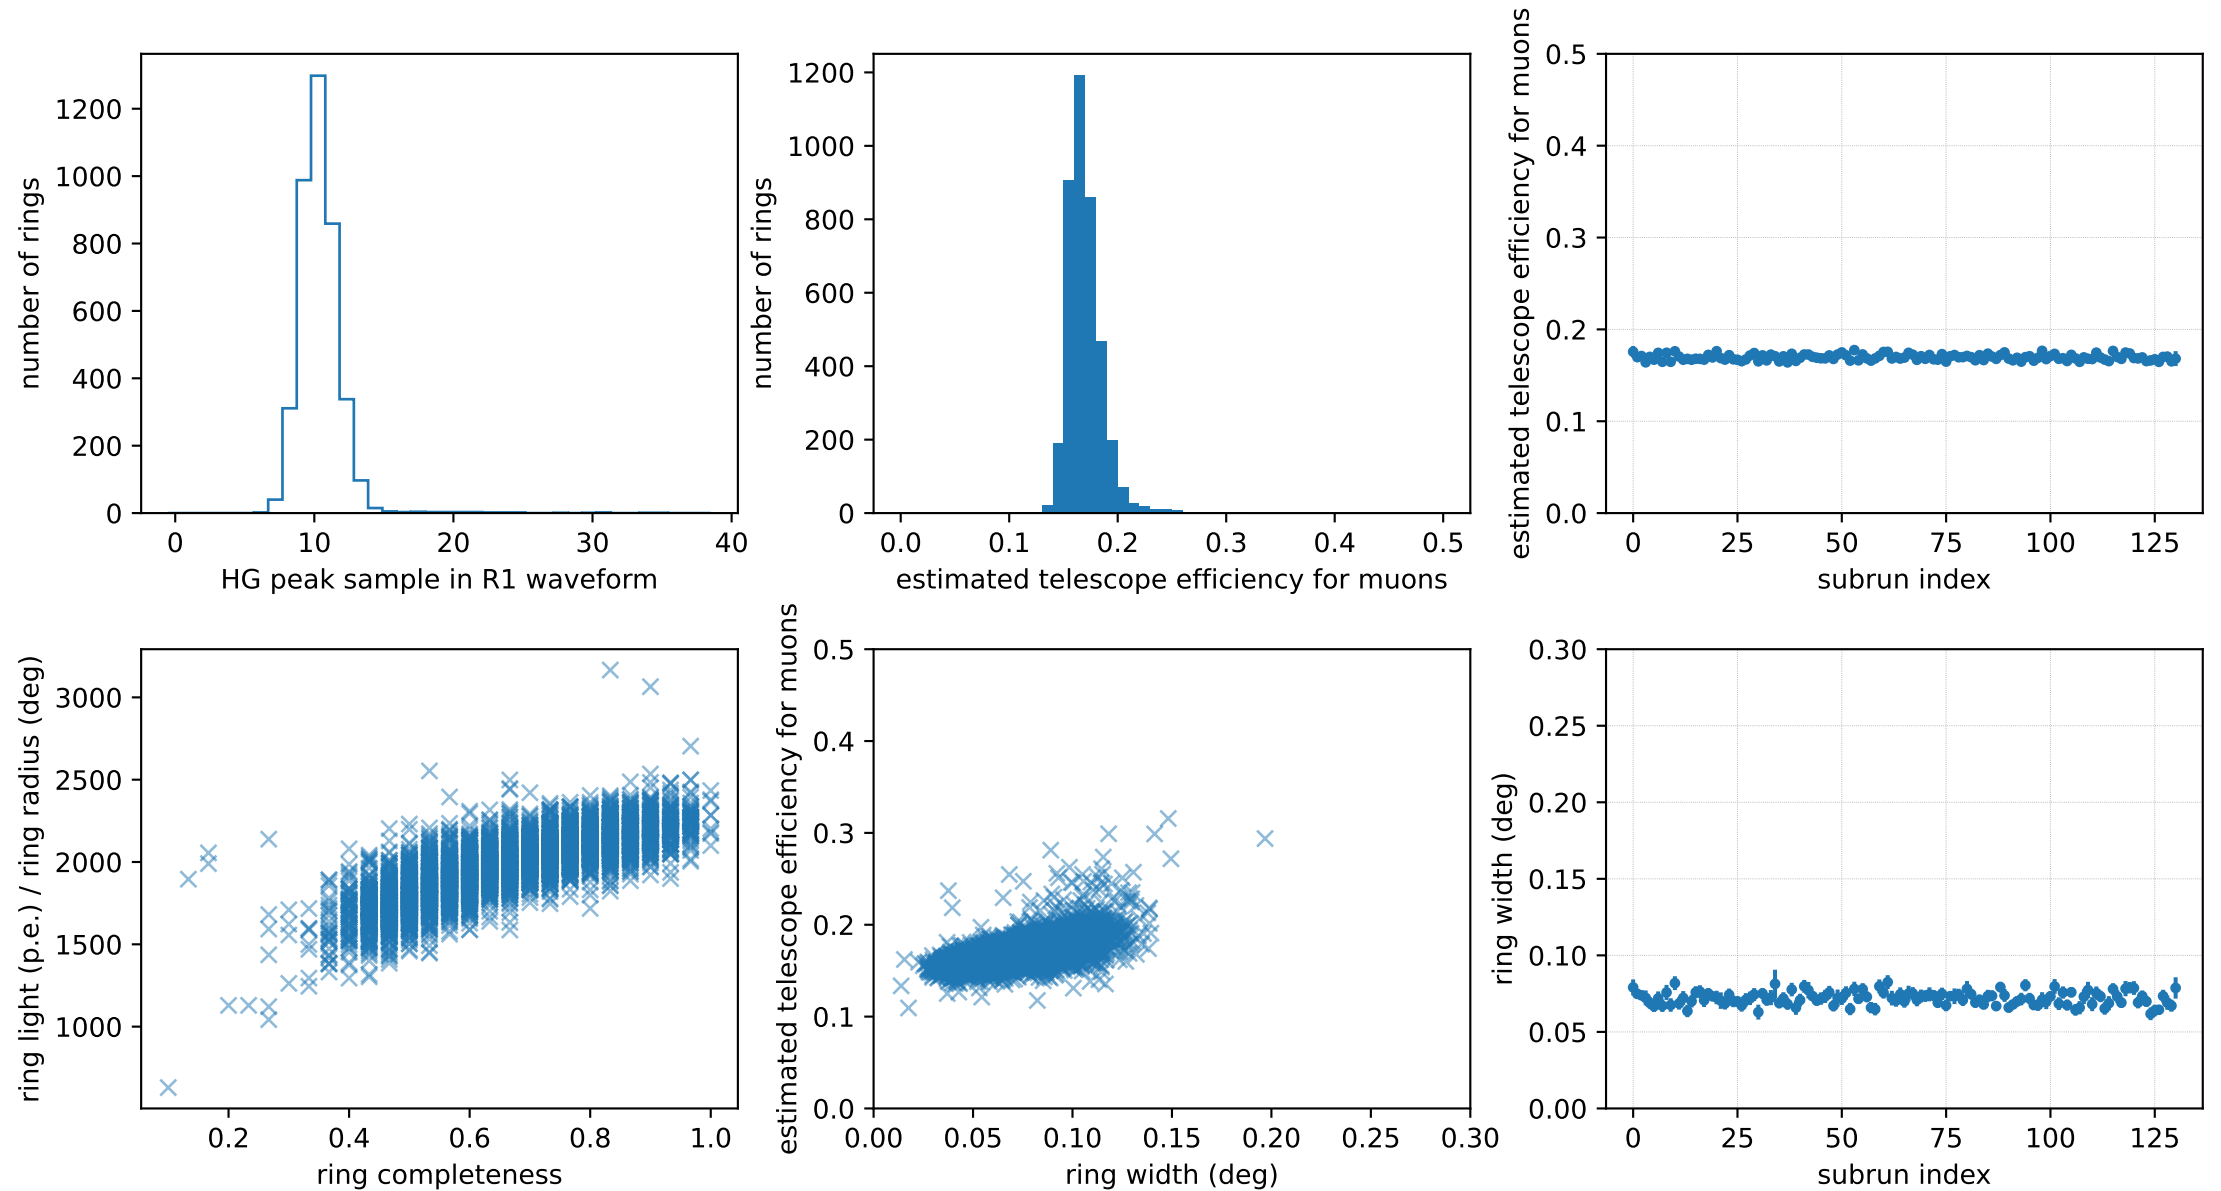 number of rings
1200
1000
800
600
400
200
0
0 10 20 30 40
HG peak sample in R1 waveform
number of rings
1200
1000
800
600
400
200
0
0.0 0.1 0.2 0.3 0.4 0.5
estimated telescope efficiency for muons
estimated telescope efficiency for muons
0.5
0.4
0.3
0.2
0.1
0.0
0 25 50 75 100 125
subrun index
ring light (p.e.) / ring radius (deg)
3000
2500
2000
1500
1000
0.2 0.4 0.6 0.8 1.0
ring completeness
estimated telescope efficiency for muons
0.5
0.4
0.3
0.2
0.1
0.0
0.00 0.05 0.10 0.15 0.20 0.25 0.30
ring width (deg)
ring width (deg)
0.30
0.25
0.20
0.15
0.10
0.05
0.00
0 25 50 75 100 125
subrun index